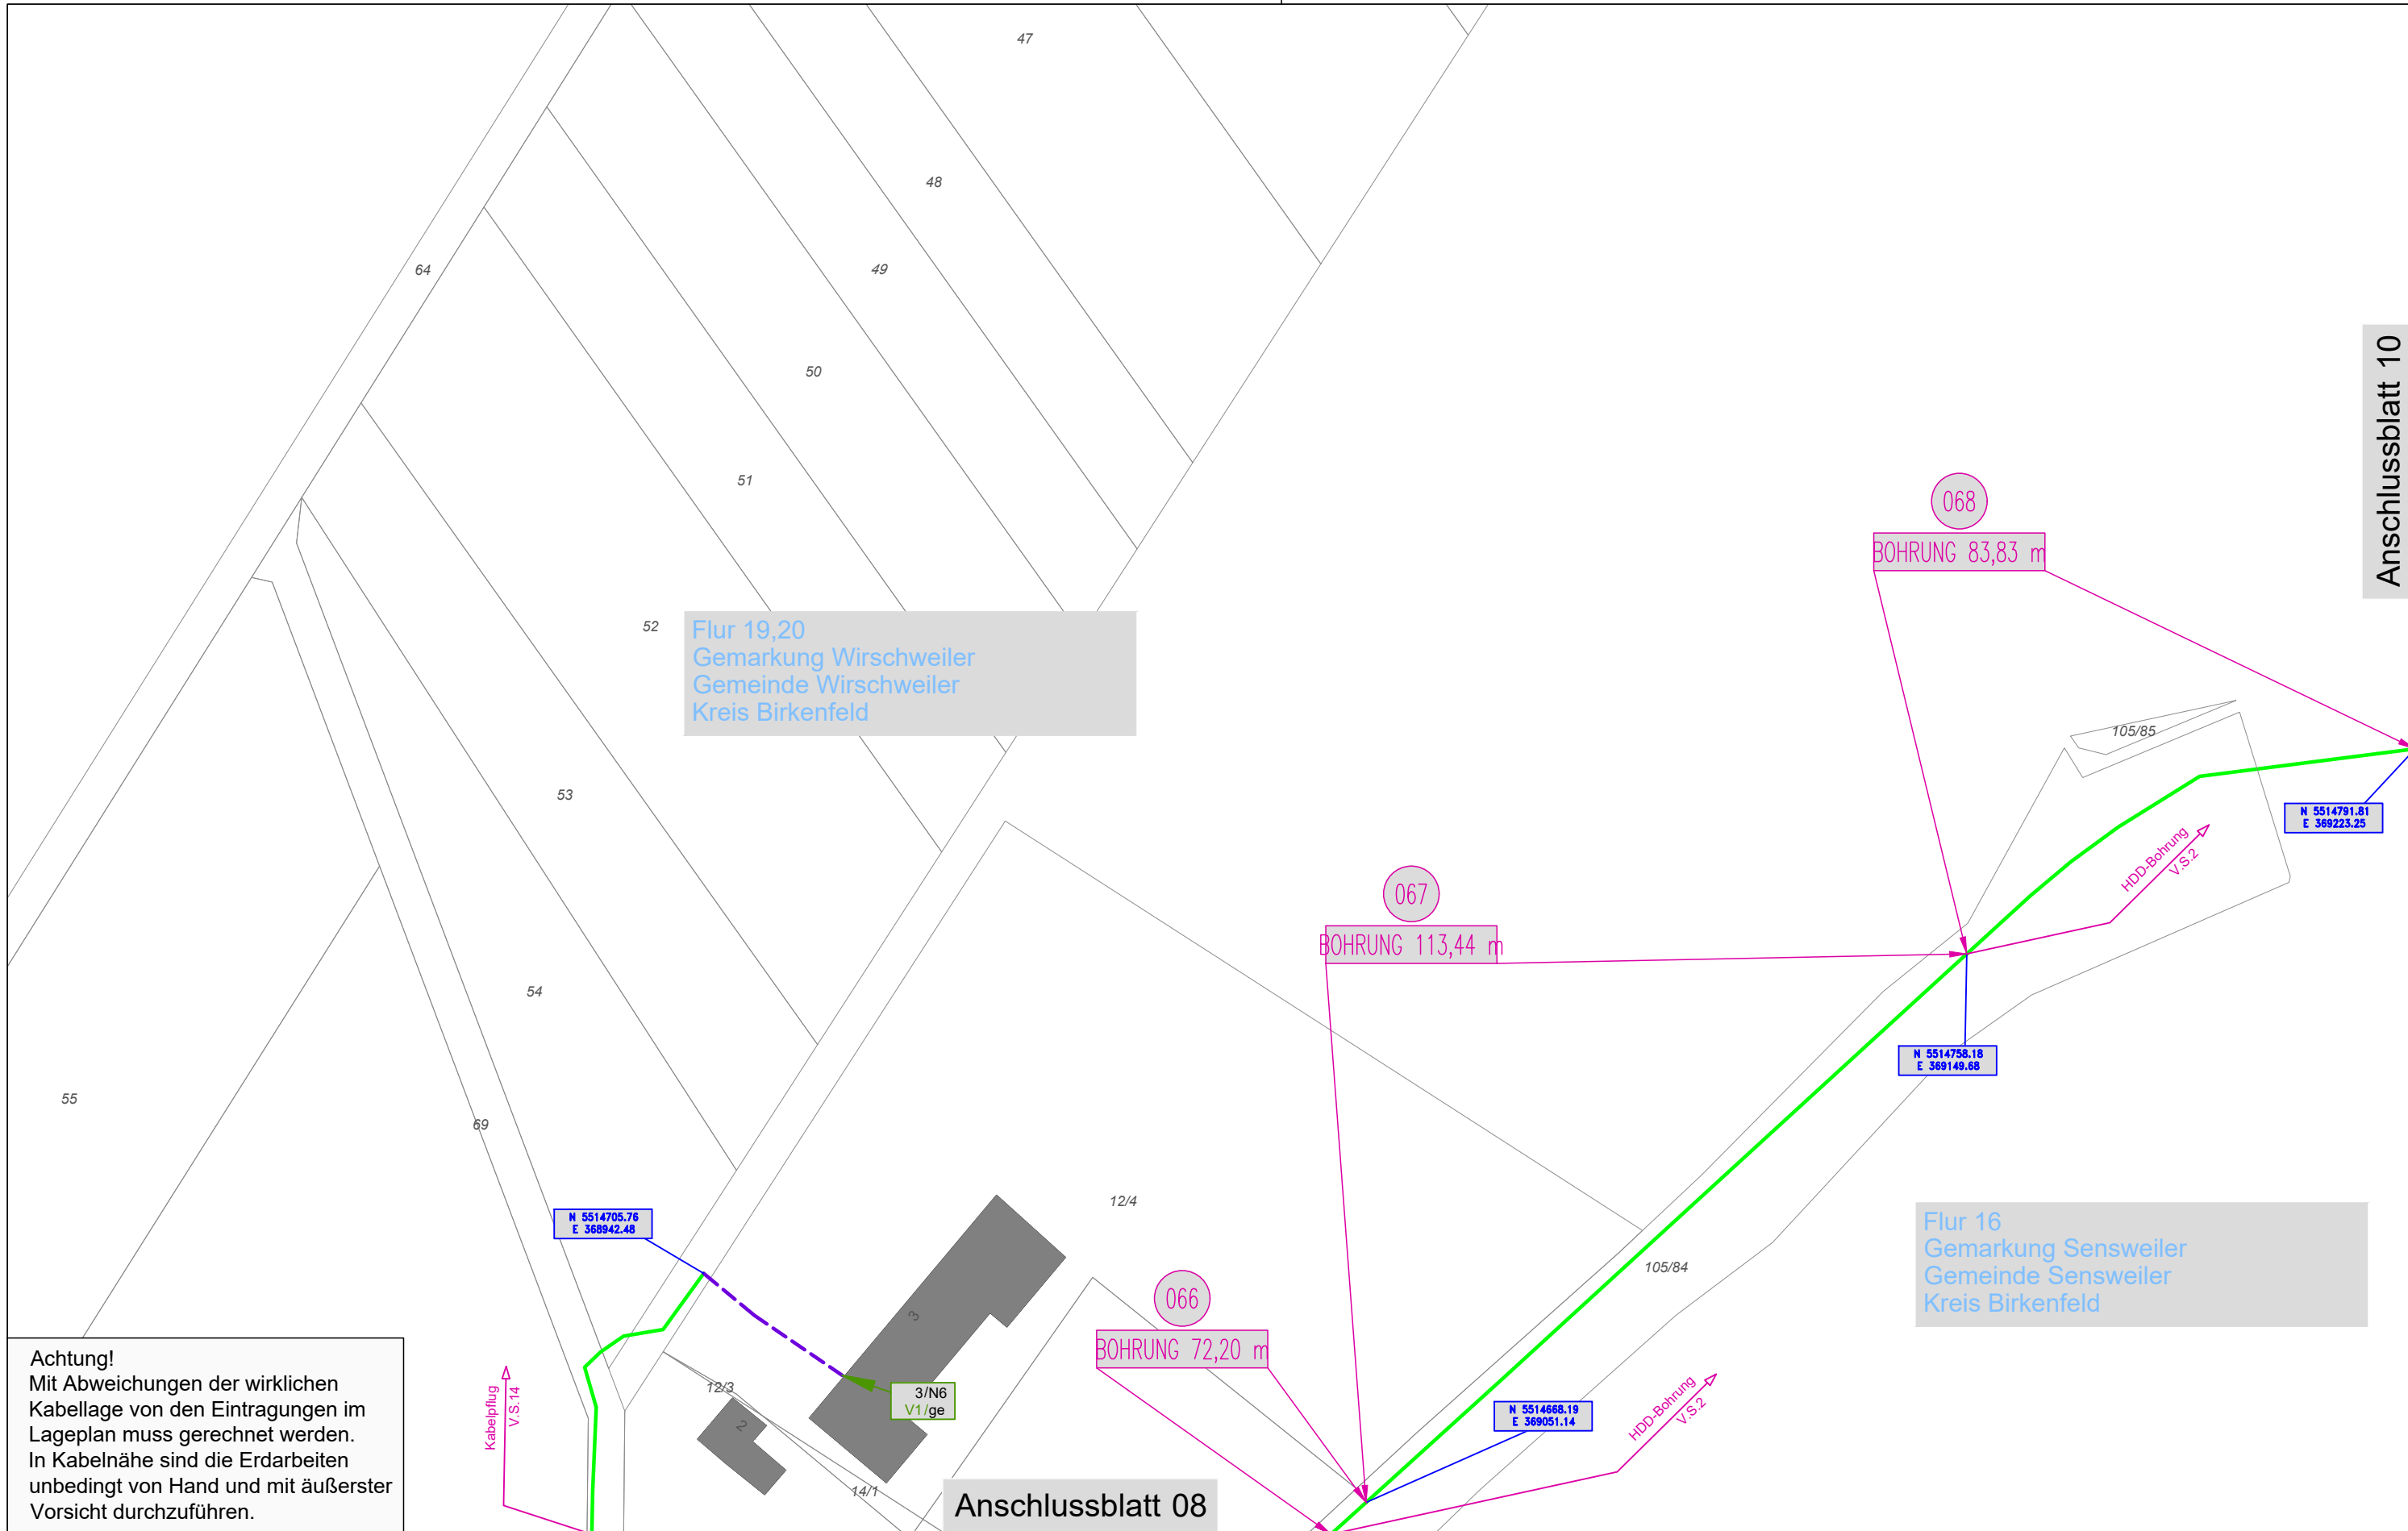 47
48
64
49
50
51
52
Flur 19,20
Gemarkung Wirschweiler
Gemeinde Wirschweiler
Kreis Birkenfeld
Anschlussblatt 10
068
BOHRUNG 83,83 m
105/85
N 5514791.81
E 369223.25
HDD-Bohrung
V.S.2
53
067
BOHRUNG 113,44 m
54
N 5514758.18
E 369149.68
55
69
12/4
N 5514705.76
E 368942.48
Flur 16
Gemarkung Sensweiler
Gemeinde Sensweiler
Kreis Birkenfeld
105/84
066
BOHRUNG 72,20 m
3
12/3
2
3/N6
V1/ge
14/1
N 5514668.19
E 369051.14
HDD-Bohrung
V.S.2
Kabelpflug
V.S.14
Achtung!
Mit Abweichungen der wirklichen
Kabellage von den Eintragungen im
Lageplan muss gerechnet werden.
In Kabelnähe sind die Erdarbeiten
unbedingt von Hand und mit äußerster
Vorsicht durchzuführen.
Anschlussblatt 08